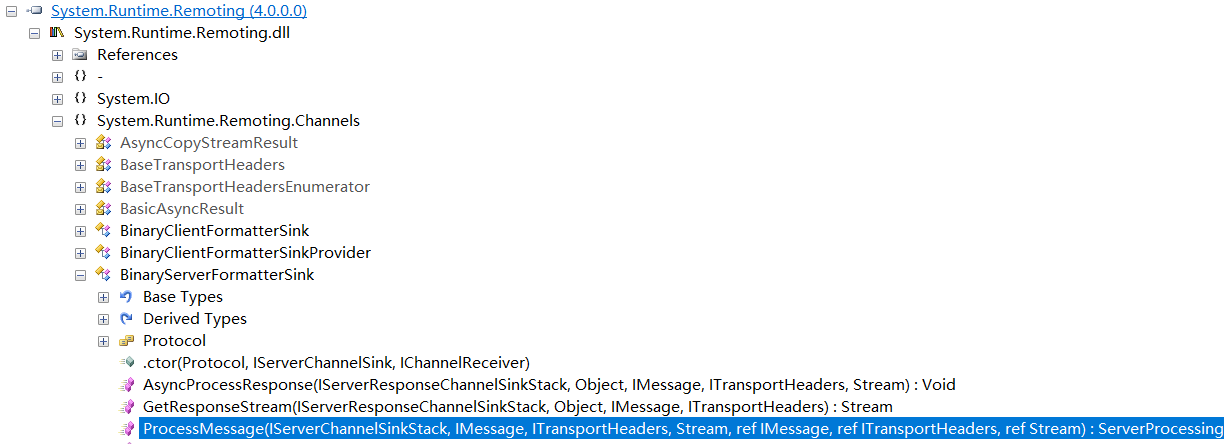 System.Runtime.Remoting (4.0.0.0)
System.Runtime.Remoting.dll
References
{} -
{} System.IO
{} System.Runtime.Remoting.Channels
AsyncCopyStreamResult
BaseTransportHeaders
BaseTransportHeadersEnumerator
BasicAsyncResult
BinaryClientFormatterSink
BinaryClientFormatterSinkProvider
BinaryServerFormatterSink
Base Types
Derived Types
Protocol
.ctor(Protocol, IServerChannelSink, IChannelReceiver)
AsyncProcessResponse(IServerResponseChannelSinkStack, Object, IMessage, ITransportHeaders, Stream) : Void
GetResponseStream(IServerResponseChannelSinkStack, Object, IMessage, ITransportHeaders) : Stream
ProcessMessage(IServerChannelSinkStack, IMessage, ITransportHeaders, Stream, ref IMessage, ref ITransportHeaders, ref Stream) : ServerProcessing